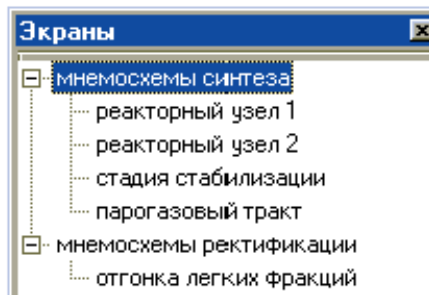 Экраны
мнемосхемы синтеза
реакторный узел 1
реакторный узел 2
стадия стабилизации
парогазовый тракт
мнемосхемы ректификации
отгонка легких фракций